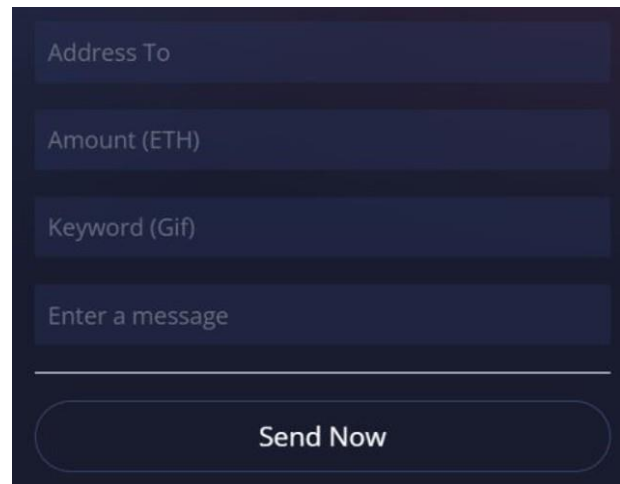 Address To
Amount (ETH)
Keyword (Gif)
Enter a message
Send Now